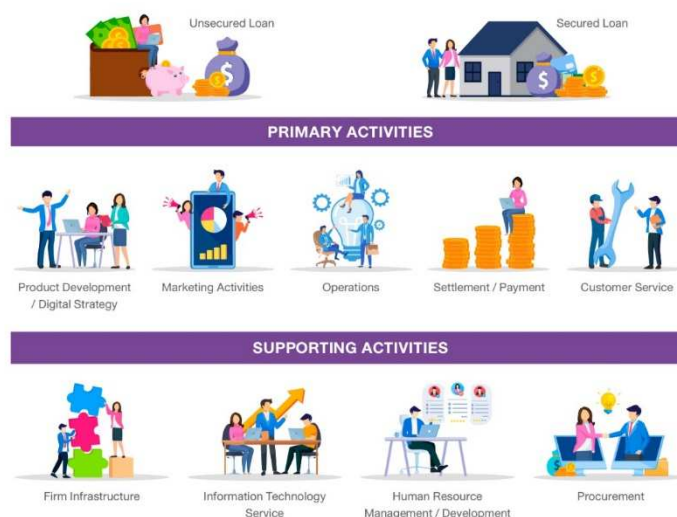 Unsecured Loan
Secured Loan
PRIMARY ACTIVITIES
Product Development
/ Digital Strategy
Marketing Activities
Operations
Settlement / Payment
Customer Service
SUPPORTING ACTIVITIES
Firm Infrastructure
Information Technology
Service
Human Resource
Management / Development
Procurement